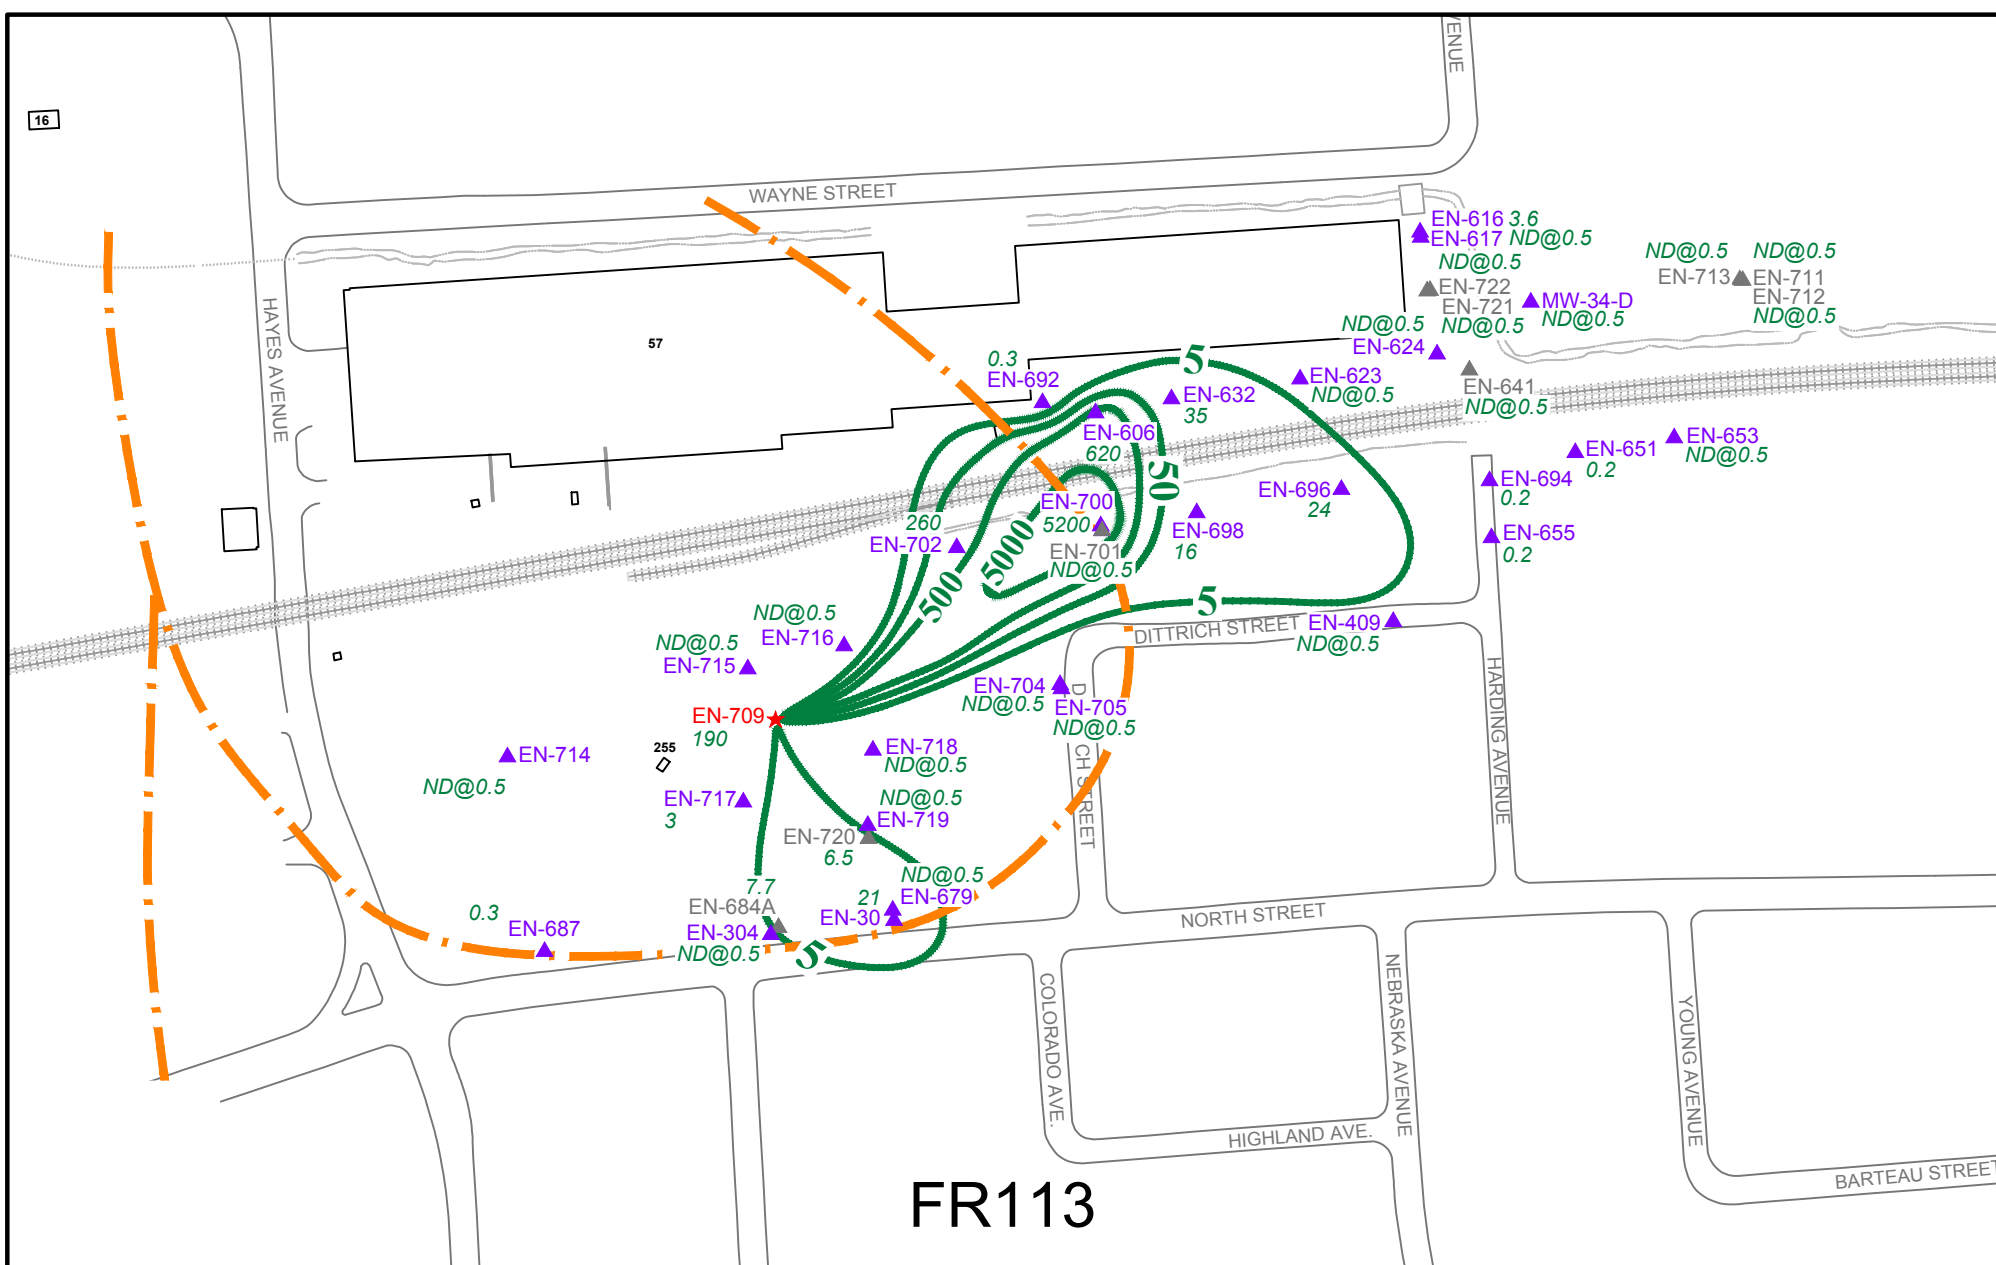 VENUE
16
WAYNE STREET
EN-616 3.6
EN-617 ND@0.5
ND@0.5
EN-722
EN-721
ND@0.5
MW-34-D
ND@0.5
ND@0.5
ND@0.5
EN-713
EN-711
EN-712
ND@0.5
HAYES AVENUE
57
ND@0.5
EN-624
0.3
EN-692
5
EN-623
ND@0.5
EN-641
ND@0.5
EN-632
35
EN-606
620
50
EN-653
ND@0.5
EN-651
0.2
EN-694
0.2
EN-696
24
EN-700
5200
EN-701
ND@0.5
EN-698
16
260
EN-702
5000
500
EN-655
0.2
5
ND@0.5
EN-716
ND@0.5
EN-715
DITTRICH STREET
EN-409
ND@0.5
EN-704
ND@0.5
EN-705
ND@0.5
D
CH STREET
HARDING AVENUE
EN-709
190
255
EN-714
ND@0.5
EN-718
ND@0.5
EN-717
3
ND@0.5
EN-719
EN-720
6.5
ND@0.5
EN-679
21
EN-30
7.7
EN-684A
EN-304
ND@0.5
5
0.3
EN-687
NORTH STREET
COLORADO AVE.
NEBRASKA AVENUE
YOUNG AVENUE
HIGHLAND AVE.
BARTEAU STREET
FR113